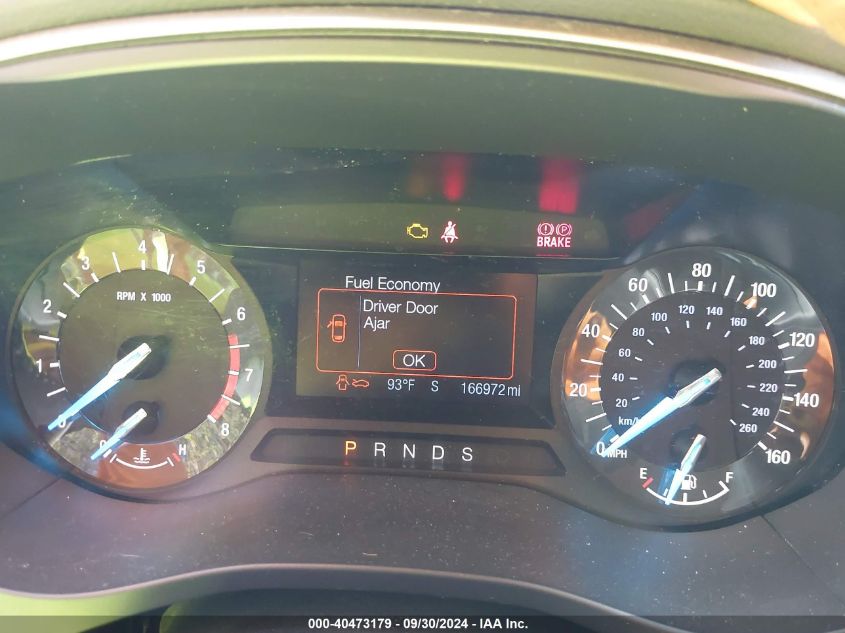 BRAKE
Fuel Economy
Driver Door
Ajar
OK
93°F S 166972 mi
P R N D S
0 1 2 3 4 5 6 7 8
RPM X 1000
H
0 20 40 60 80 100 120 140 160
MPH
20 40 60 80 100 120 140 160 180 200 220 240 260
E F
000-40473179 - 09/30/2024 - IAA Inc.